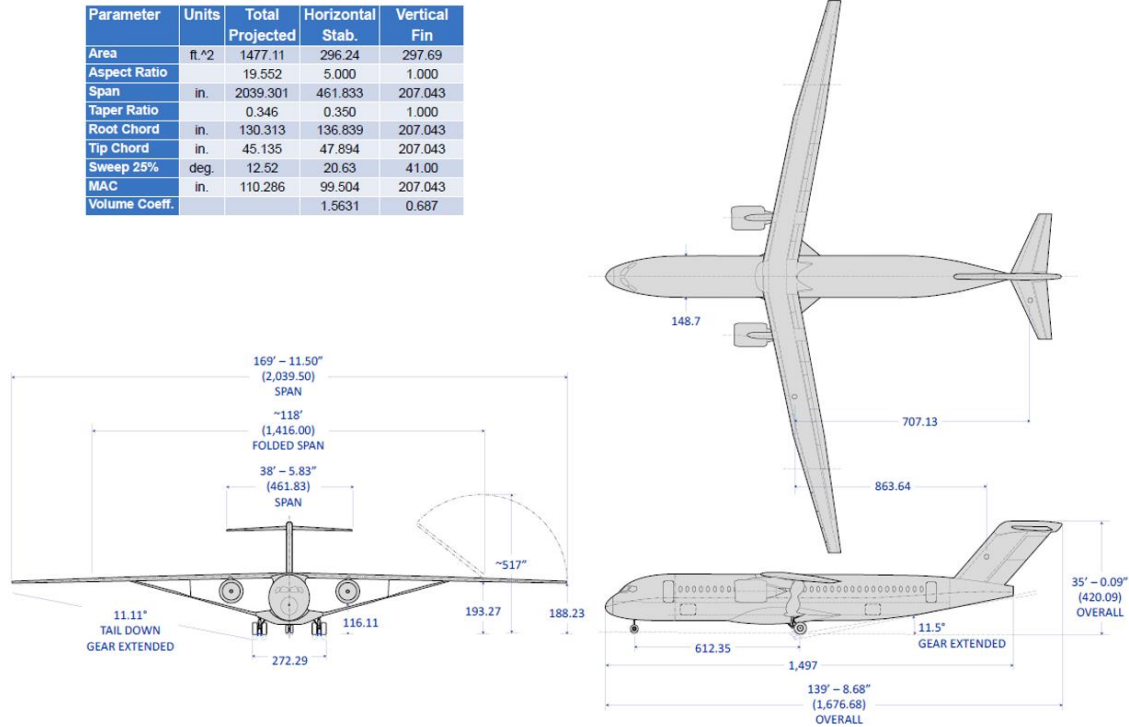 Parameter Units Total Projected Horizontal Stab. Vertical Fin
Area ft.^2 1477.11 296.24 297.69
Aspect Ratio 19.552 5.000 1.000
Span in. 2039.301 461.833 207.043
Taper Ratio 0.346 0.350 1.000
Root Chord in. 130.313 136.839 207.043
Tip Chord in. 45.135 47.894 207.043
Sweep 25% deg. 12.52 20.63 41.00
MAC in. 110.286 99.504 207.043
Volume Coeff. 1.5631 0.687
148.7
707.13
169' – 11.50"
(2,039.50)
SPAN
~118'
(1,416.00)
FOLDED SPAN
38' – 5.83"
(461.83)
SPAN
~517"
193.27
188.23
116.11
11.11°
TAIL DOWN
GEAR EXTENDED
272.29
863.64
35' – 0.09"
(420.09)
OVERALL
11.5°
GEAR EXTENDED
612.35
1,497
139' – 8.68"
(1,676.68)
OVERALL